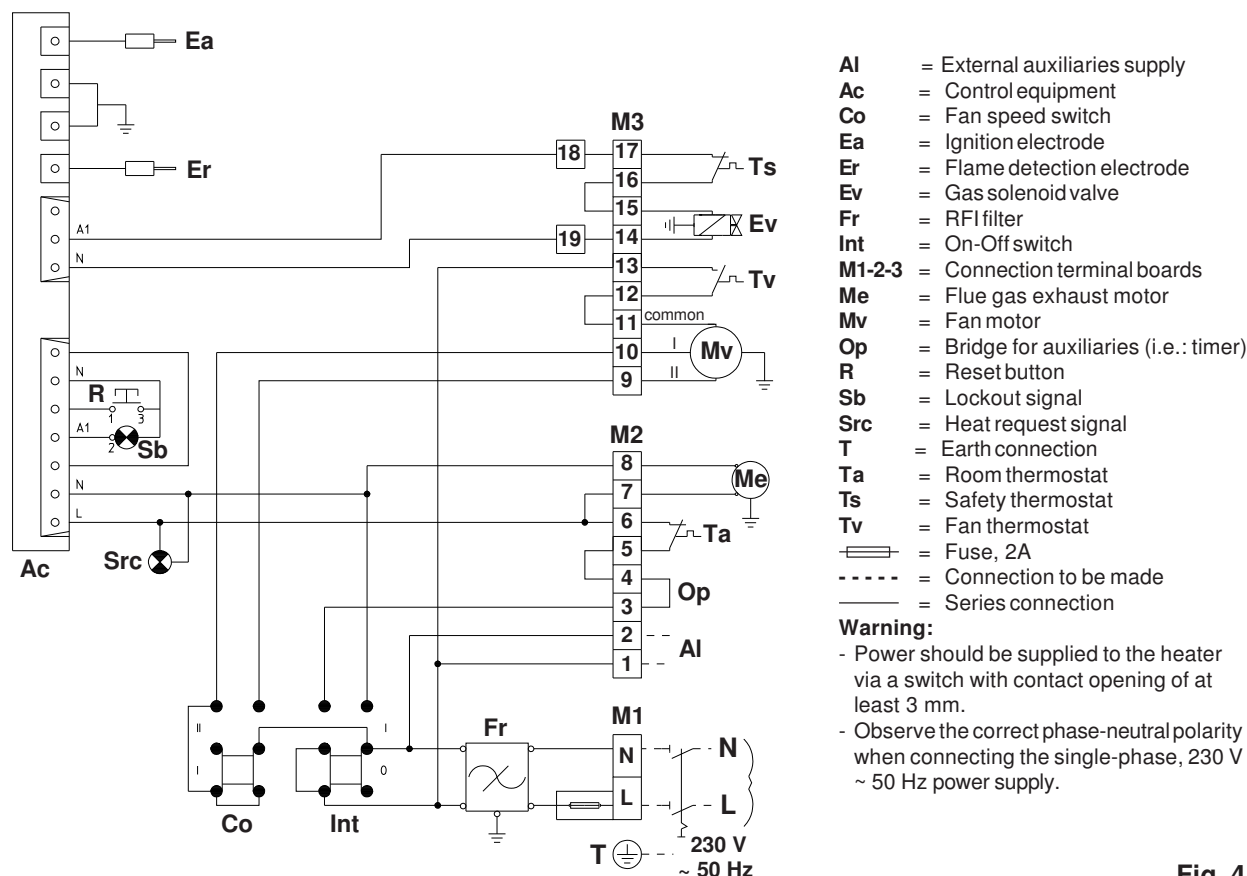 Ea
Er
A1
N
N
R
1 3
A1
2
Sb
N
L
Src
Ac
M3
18 17
16
15
19 14
13
12
11 common
10 I
9 II
Ts
Ev
Tv
Mv
M2
8
7
6
5
4
3
2
1
Me
Ta
Op
Al
II
I
Co
I
0
Int
Fr
M1
N N
L L
T
230 V
~ 50 Hz
Al = External auxiliaries supply
Ac = Control equipment
Co = Fan speed switch
Ea = Ignition electrode
Er = Flame detection electrode
Ev = Gas solenoid valve
Fr = RFI filter
Int = On-Off switch
M1-2-3 = Connection terminal boards
Me = Flue gas exhaust motor
Mv = Fan motor
Op = Bridge for auxiliaries (i.e.: timer)
R = Reset button
Sb = Lockout signal
Src = Heat request signal
T = Earth connection
Ta = Room thermostat
Ts = Safety thermostat
Tv = Fan thermostat
= Fuse, 2A
= Connection to be made
= Series connection
Warning:
- Power should be supplied to the heater
via a switch with contact opening of at
least 3 mm.
- Observe the correct phase-neutral polarity
when connecting the single-phase, 230 V
~ 50 Hz power supply.
Fig. 4